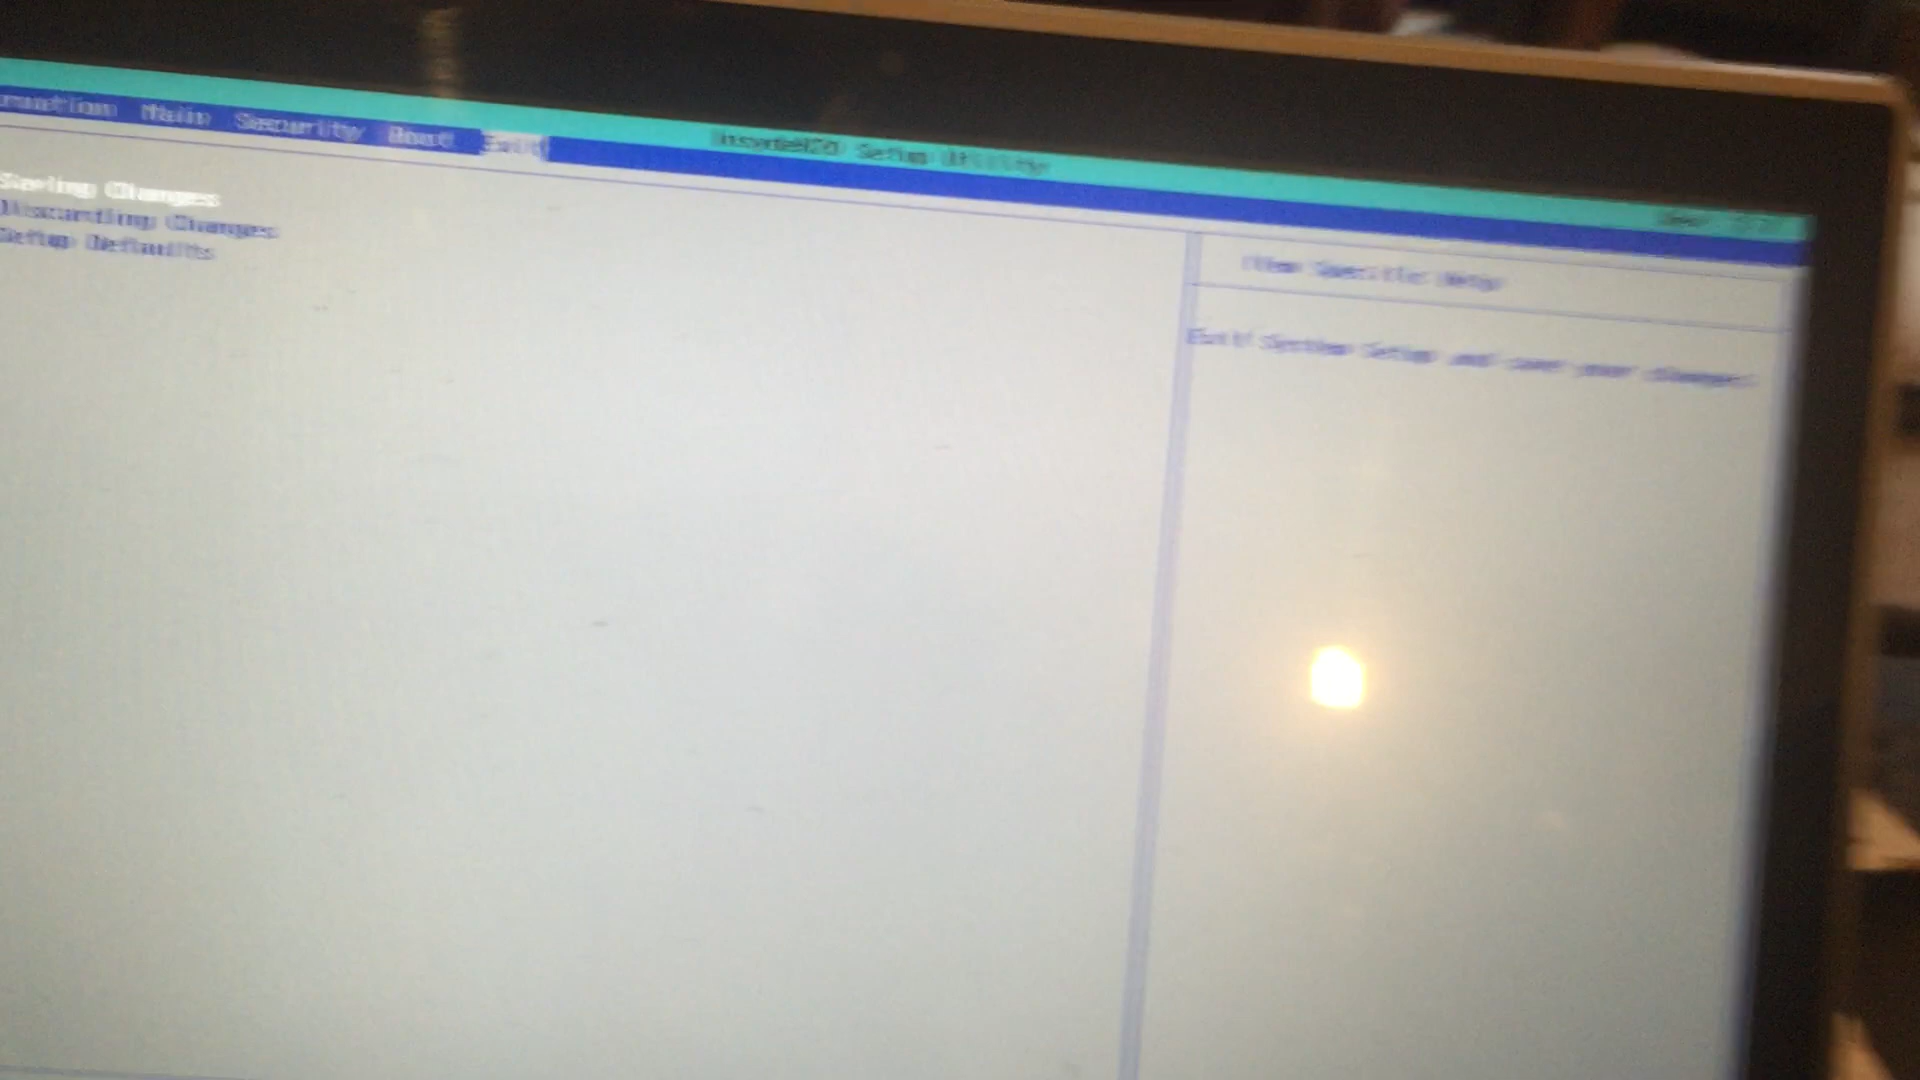 InsydeH20 Setup Utility
Main Security Boot Exit
Saving Changes
Discarding Changes
Setup Defaults
Item Specific Help
Exit System Setup and save your changes.